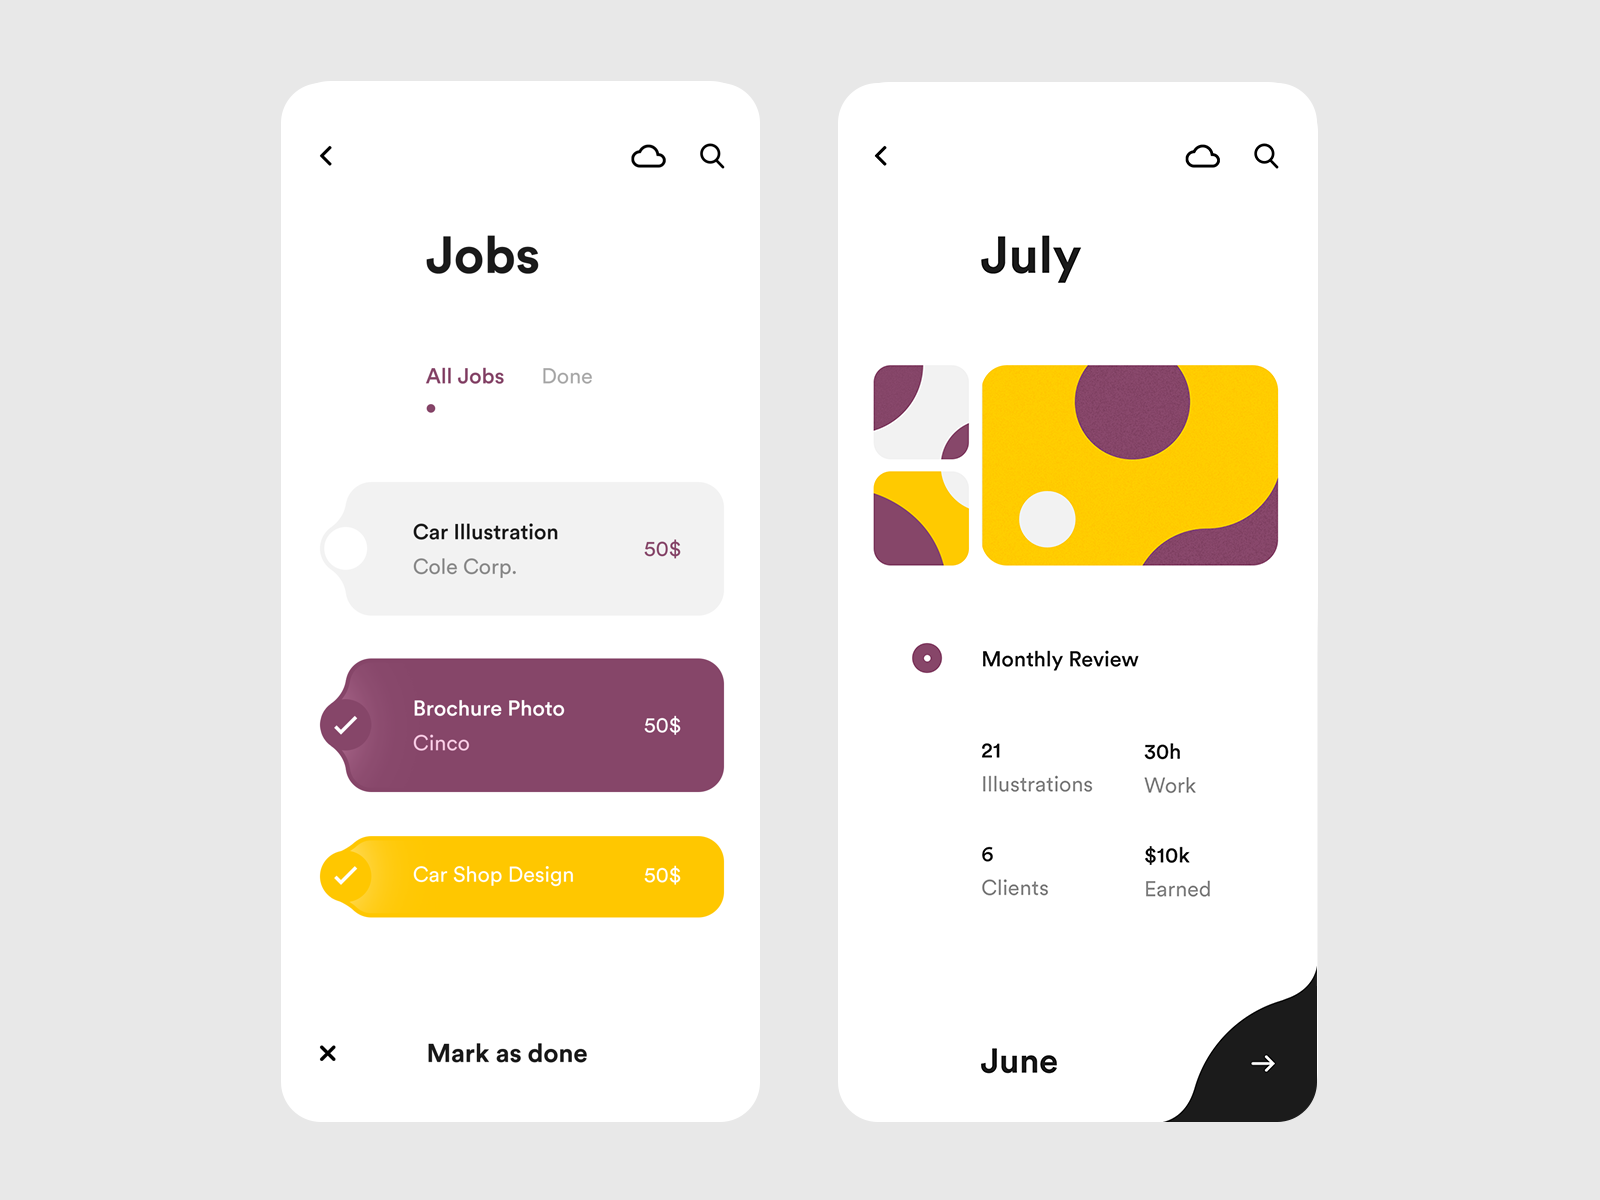 Jobs
All Jobs Done
Car Illustration
Cole Corp.
50$
Brochure Photo
Cinco
50$
Car Shop Design 50$
Mark as done
July
Monthly Review
21
Illustrations
30h
Work
6
Clients
$10k
Earned
June